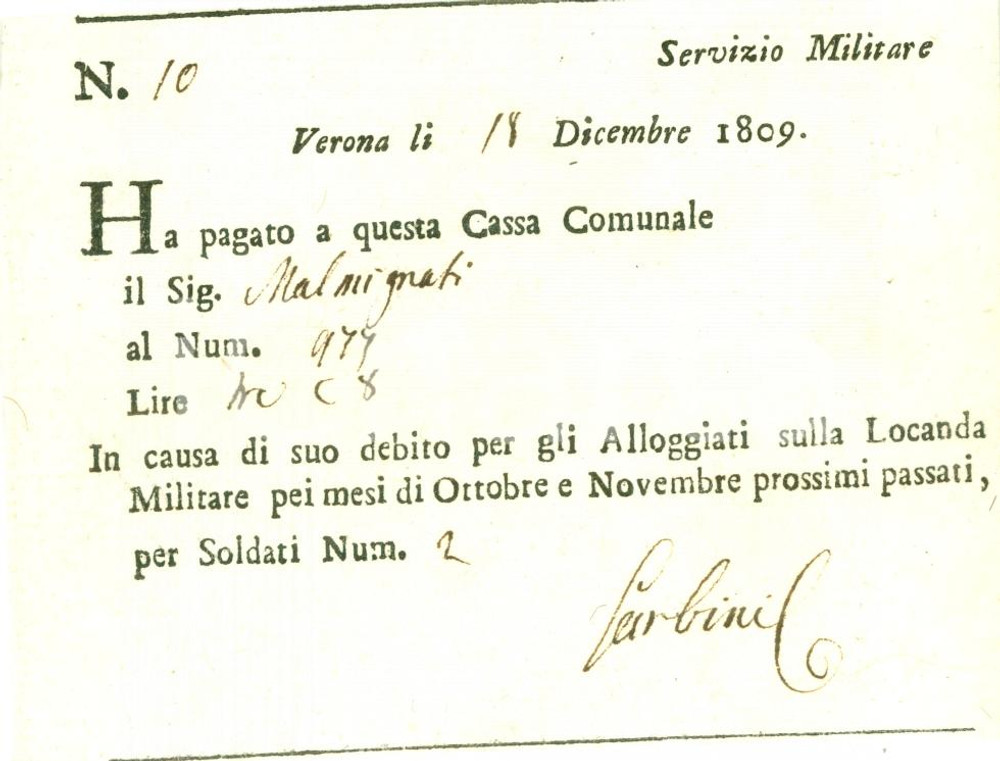 Servizio Militare
N. 10
Verona li 18 Dicembre 1809.
Ha pagato a questa Cassa Comunale
il Sig. Malmignati
al Num. 977
Lire tre C 8
In causa di suo debito per gli Alloggiati sulla Locanda
Militare pei mesi di Ottobre e Novembre prossimi passati,
per Soldati Num. 2